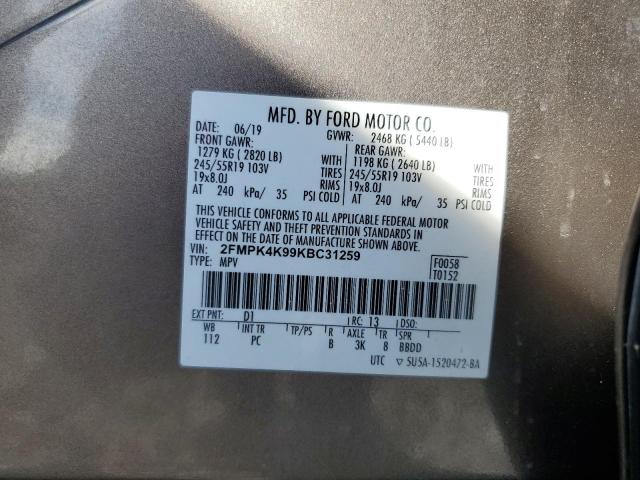 MFD. BY FORD MOTOR CO.
DATE: 06/19 GVWR: 2468 KG ( 5440 LB)
FRONT GAWR: REAR GAWR:
1279 KG ( 2820 LB) WITH 1198 KG ( 2640 LB) WITH
245/55R19 103V TIRES 245/55R19 103V TIRES
19x8.0J RIMS 19x8.0J RIMS
AT 240 kPa/ 35 PSI COLD AT 240 kPa/ 35 PSI COLD
THIS VEHICLE CONFORMS TO ALL APPLICABLE FEDERAL MOTOR
VEHICLE SAFETY AND THEFT PREVENTION STANDARDS IN
EFFECT ON THE DATE OF MANUFACTURE SHOWN ABOVE.
VIN: 2FMPK4K99KBC31259 F0058
TYPE: MPV T0152
EXT PNT: D1 RC: 13 DSO:
WB INT TR TP/PS R AXLE TR SPR
112 PC B 3K 8 BBDD
UTC ▽ 5U5A-1520472-BA